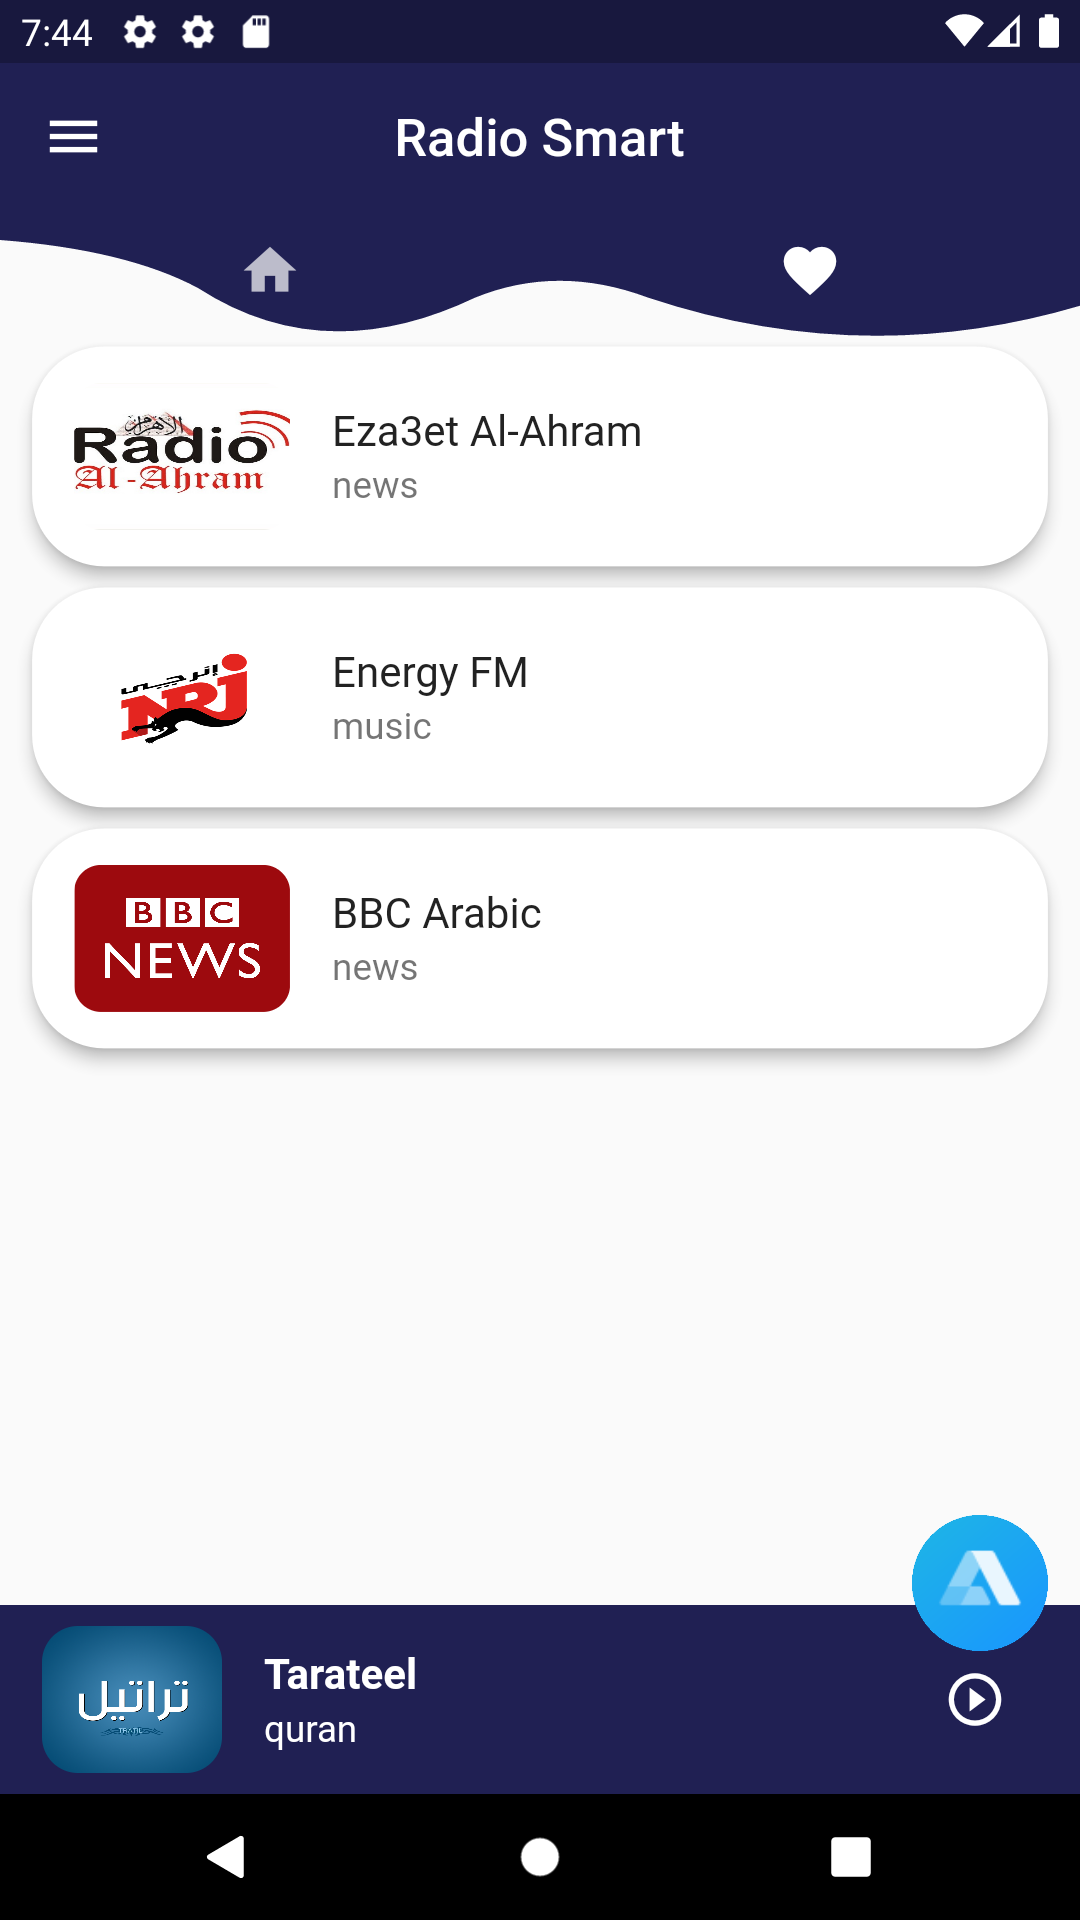 7:44
Radio Smart
الاهرام
Radio
Al-Ahram
Eza3et Al-Ahram
news
إنرجي
NRJ
Energy FM
music
BBC
NEWS
BBC Arabic
news
تراتيل
Tarateel
quran